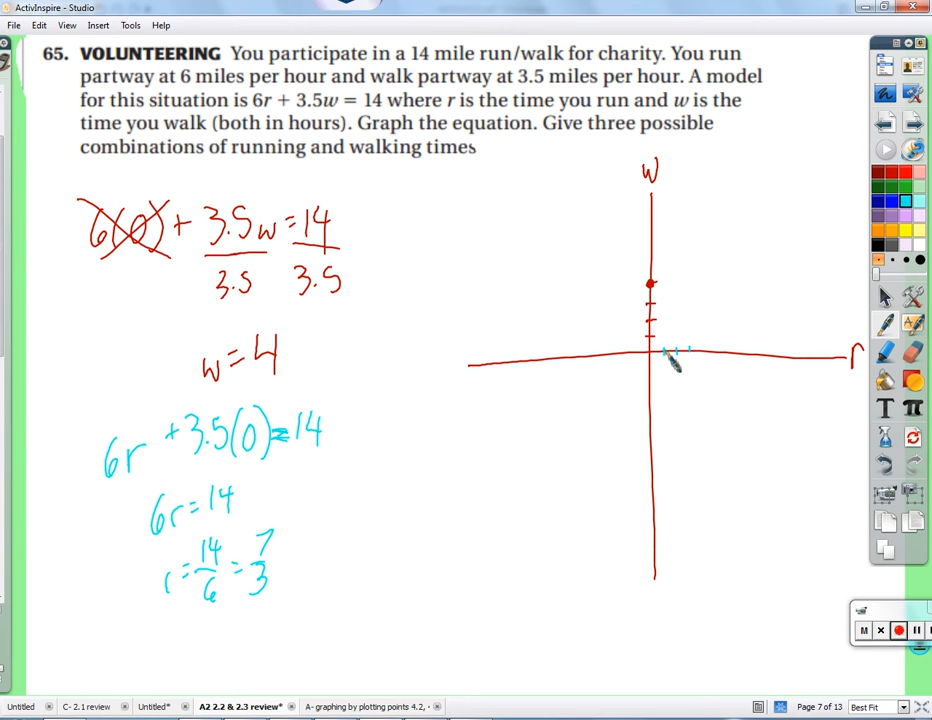 ActivInspire - Studio
File Edit View Insert Tools Help
65. VOLUNTEERING You participate in a 14 mile run/walk for charity. You run
partway at 6 miles per hour and walk partway at 3.5 miles per hour. A model
for this situation is 6r + 3.5w = 14 where r is the time you run and w is the
time you walk (both in hours). Graph the equation. Give three possible
combinations of running and walking times
w
6(0) + 3.5w = 14
3.5 3.5
w = 4
r
6r + 3.5(0) = 14
6r = 14
r = 14/6 = 7/3
M
Untitled C- 2.1 review Untitled* A2 2.2 & 2.3 review* A- graphing by plotting points 4.2, - Page 7 of 13 Best Fit